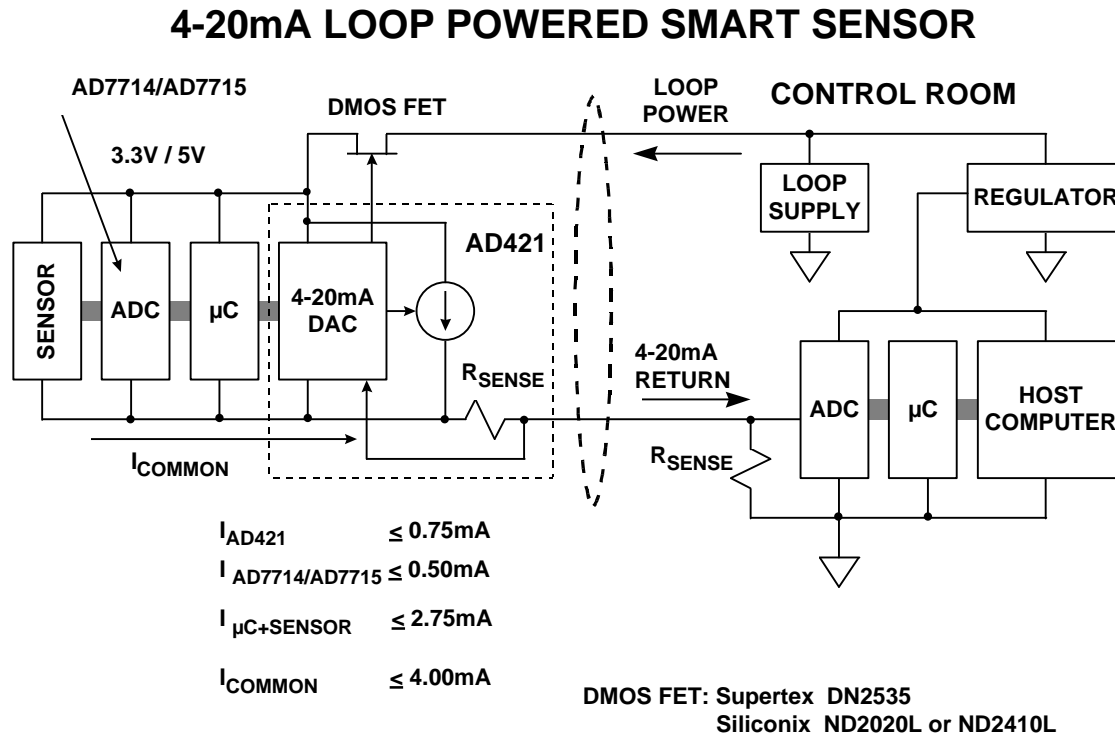 4-20mA LOOP POWERED SMART SENSOR
AD7714/AD7715
DMOS FET
LOOP
POWER
CONTROL ROOM
3.3V / 5V
LOOP
SUPPLY
REGULATOR
AD421
SENSOR
ADC
µC
4-20mA
DAC
RSENSE
4-20mA
RETURN
ADC
µC
HOST
COMPUTER
ICOMMON
RSENSE
IAD421 ≤ 0.75mA
I AD7714/AD7715 ≤ 0.50mA
I µC+SENSOR ≤ 2.75mA
ICOMMON ≤ 4.00mA
DMOS FET: Supertex DN2535
Siliconix ND2020L or ND2410L